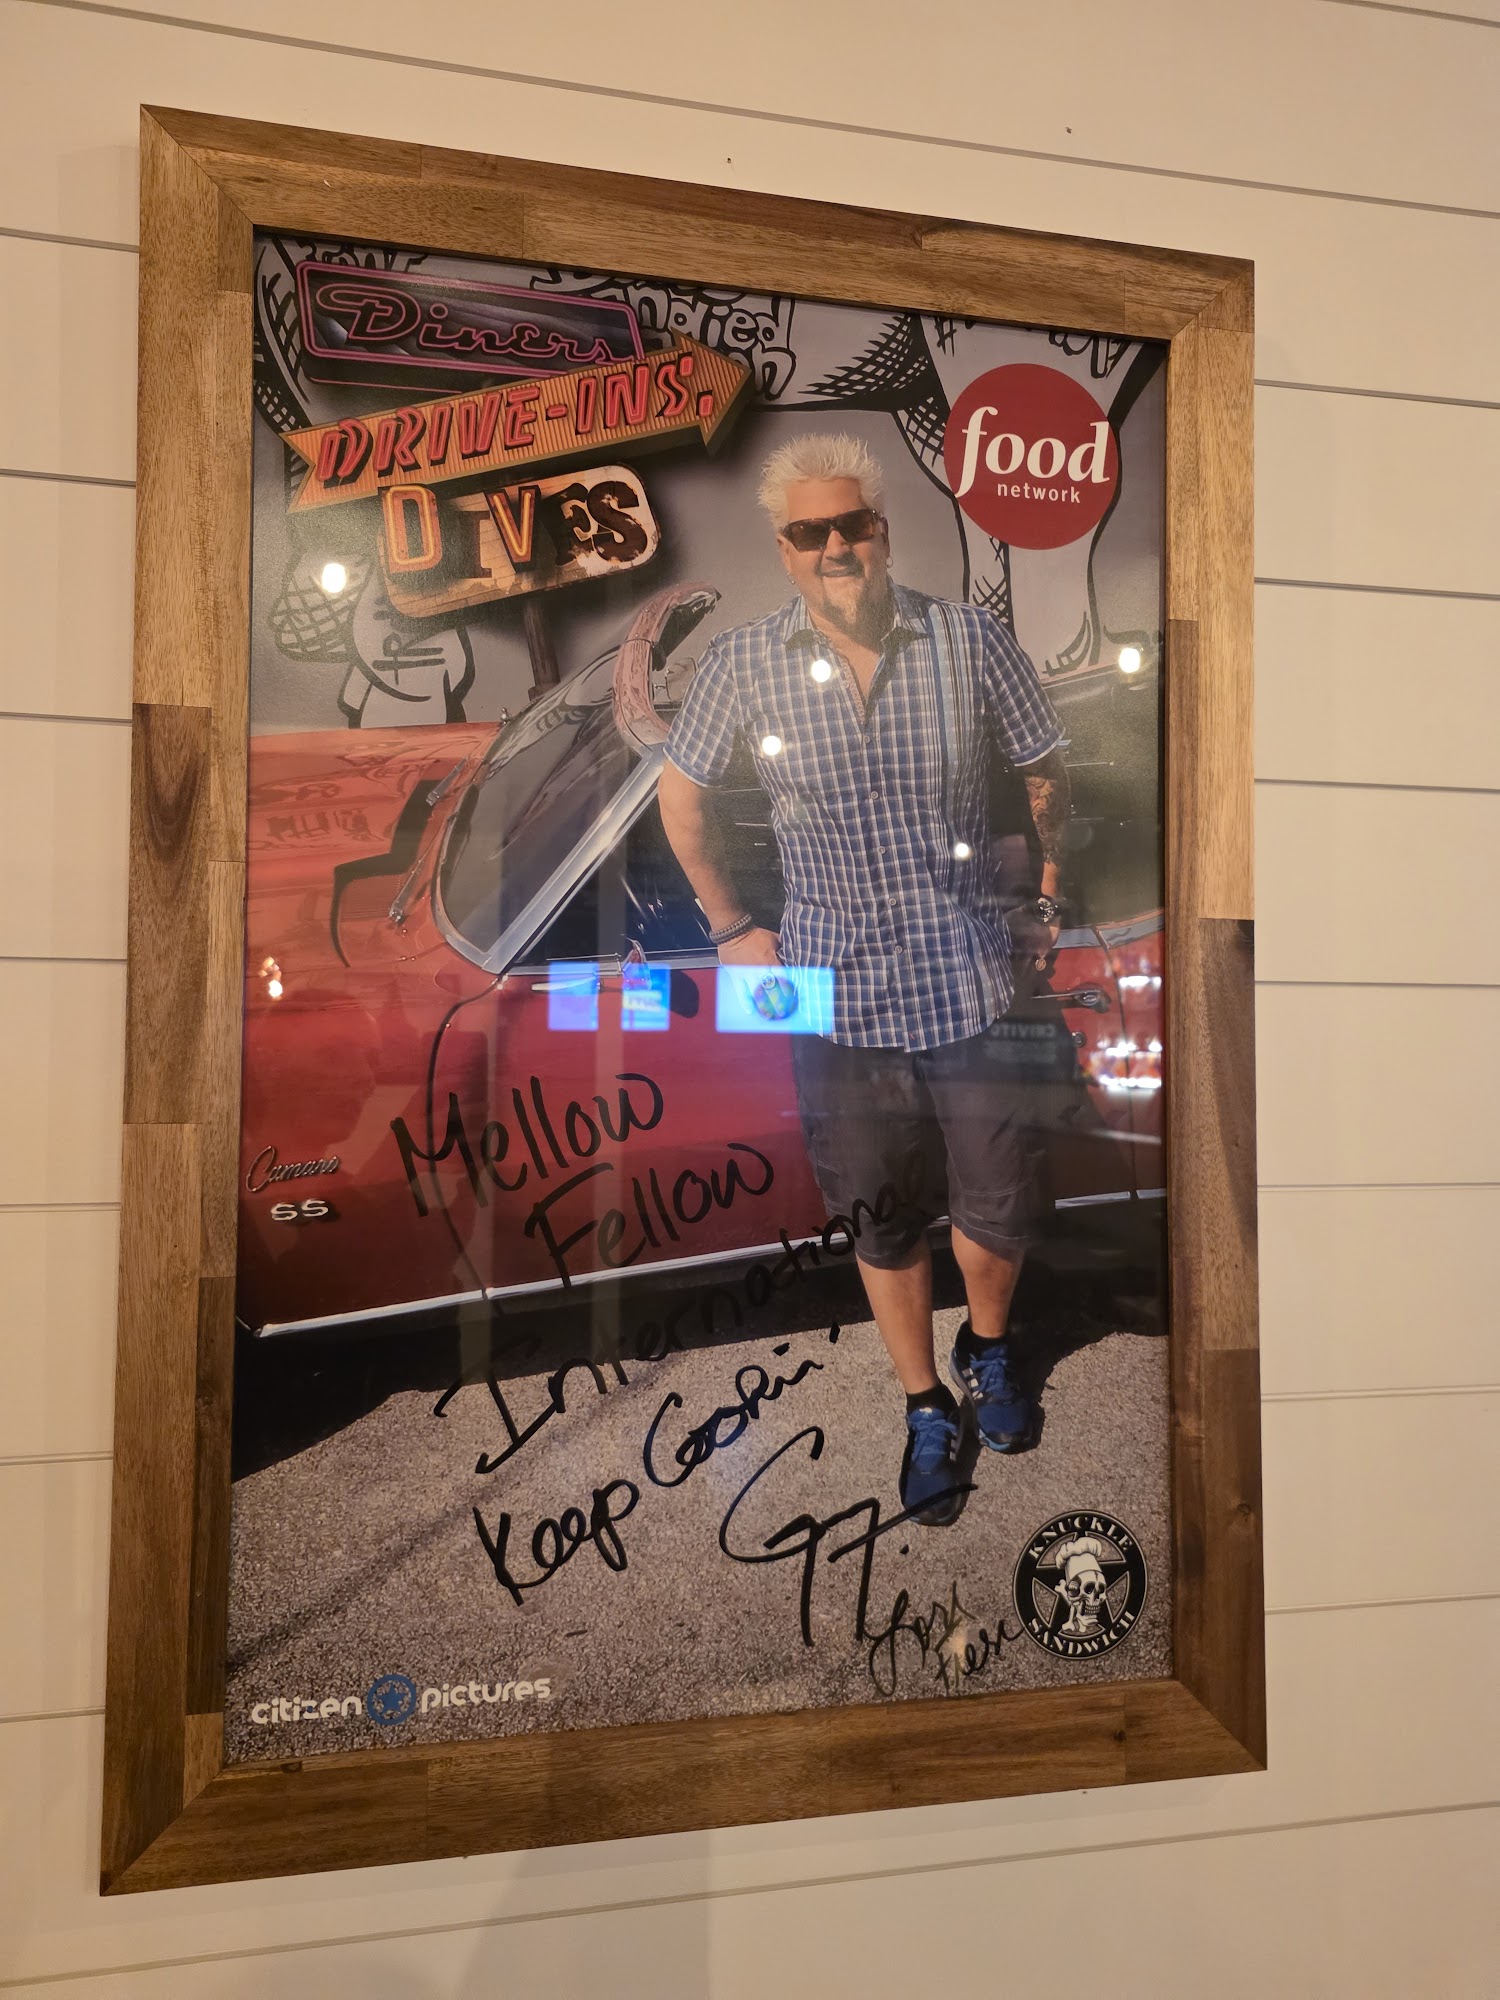 Diners
DRIVE-INS,
DIVES
food
network
Camaro
SS
Mellow
Fellow
International
Keep Cookin'
KNUCKLE
SANDWICH
citizen pictures